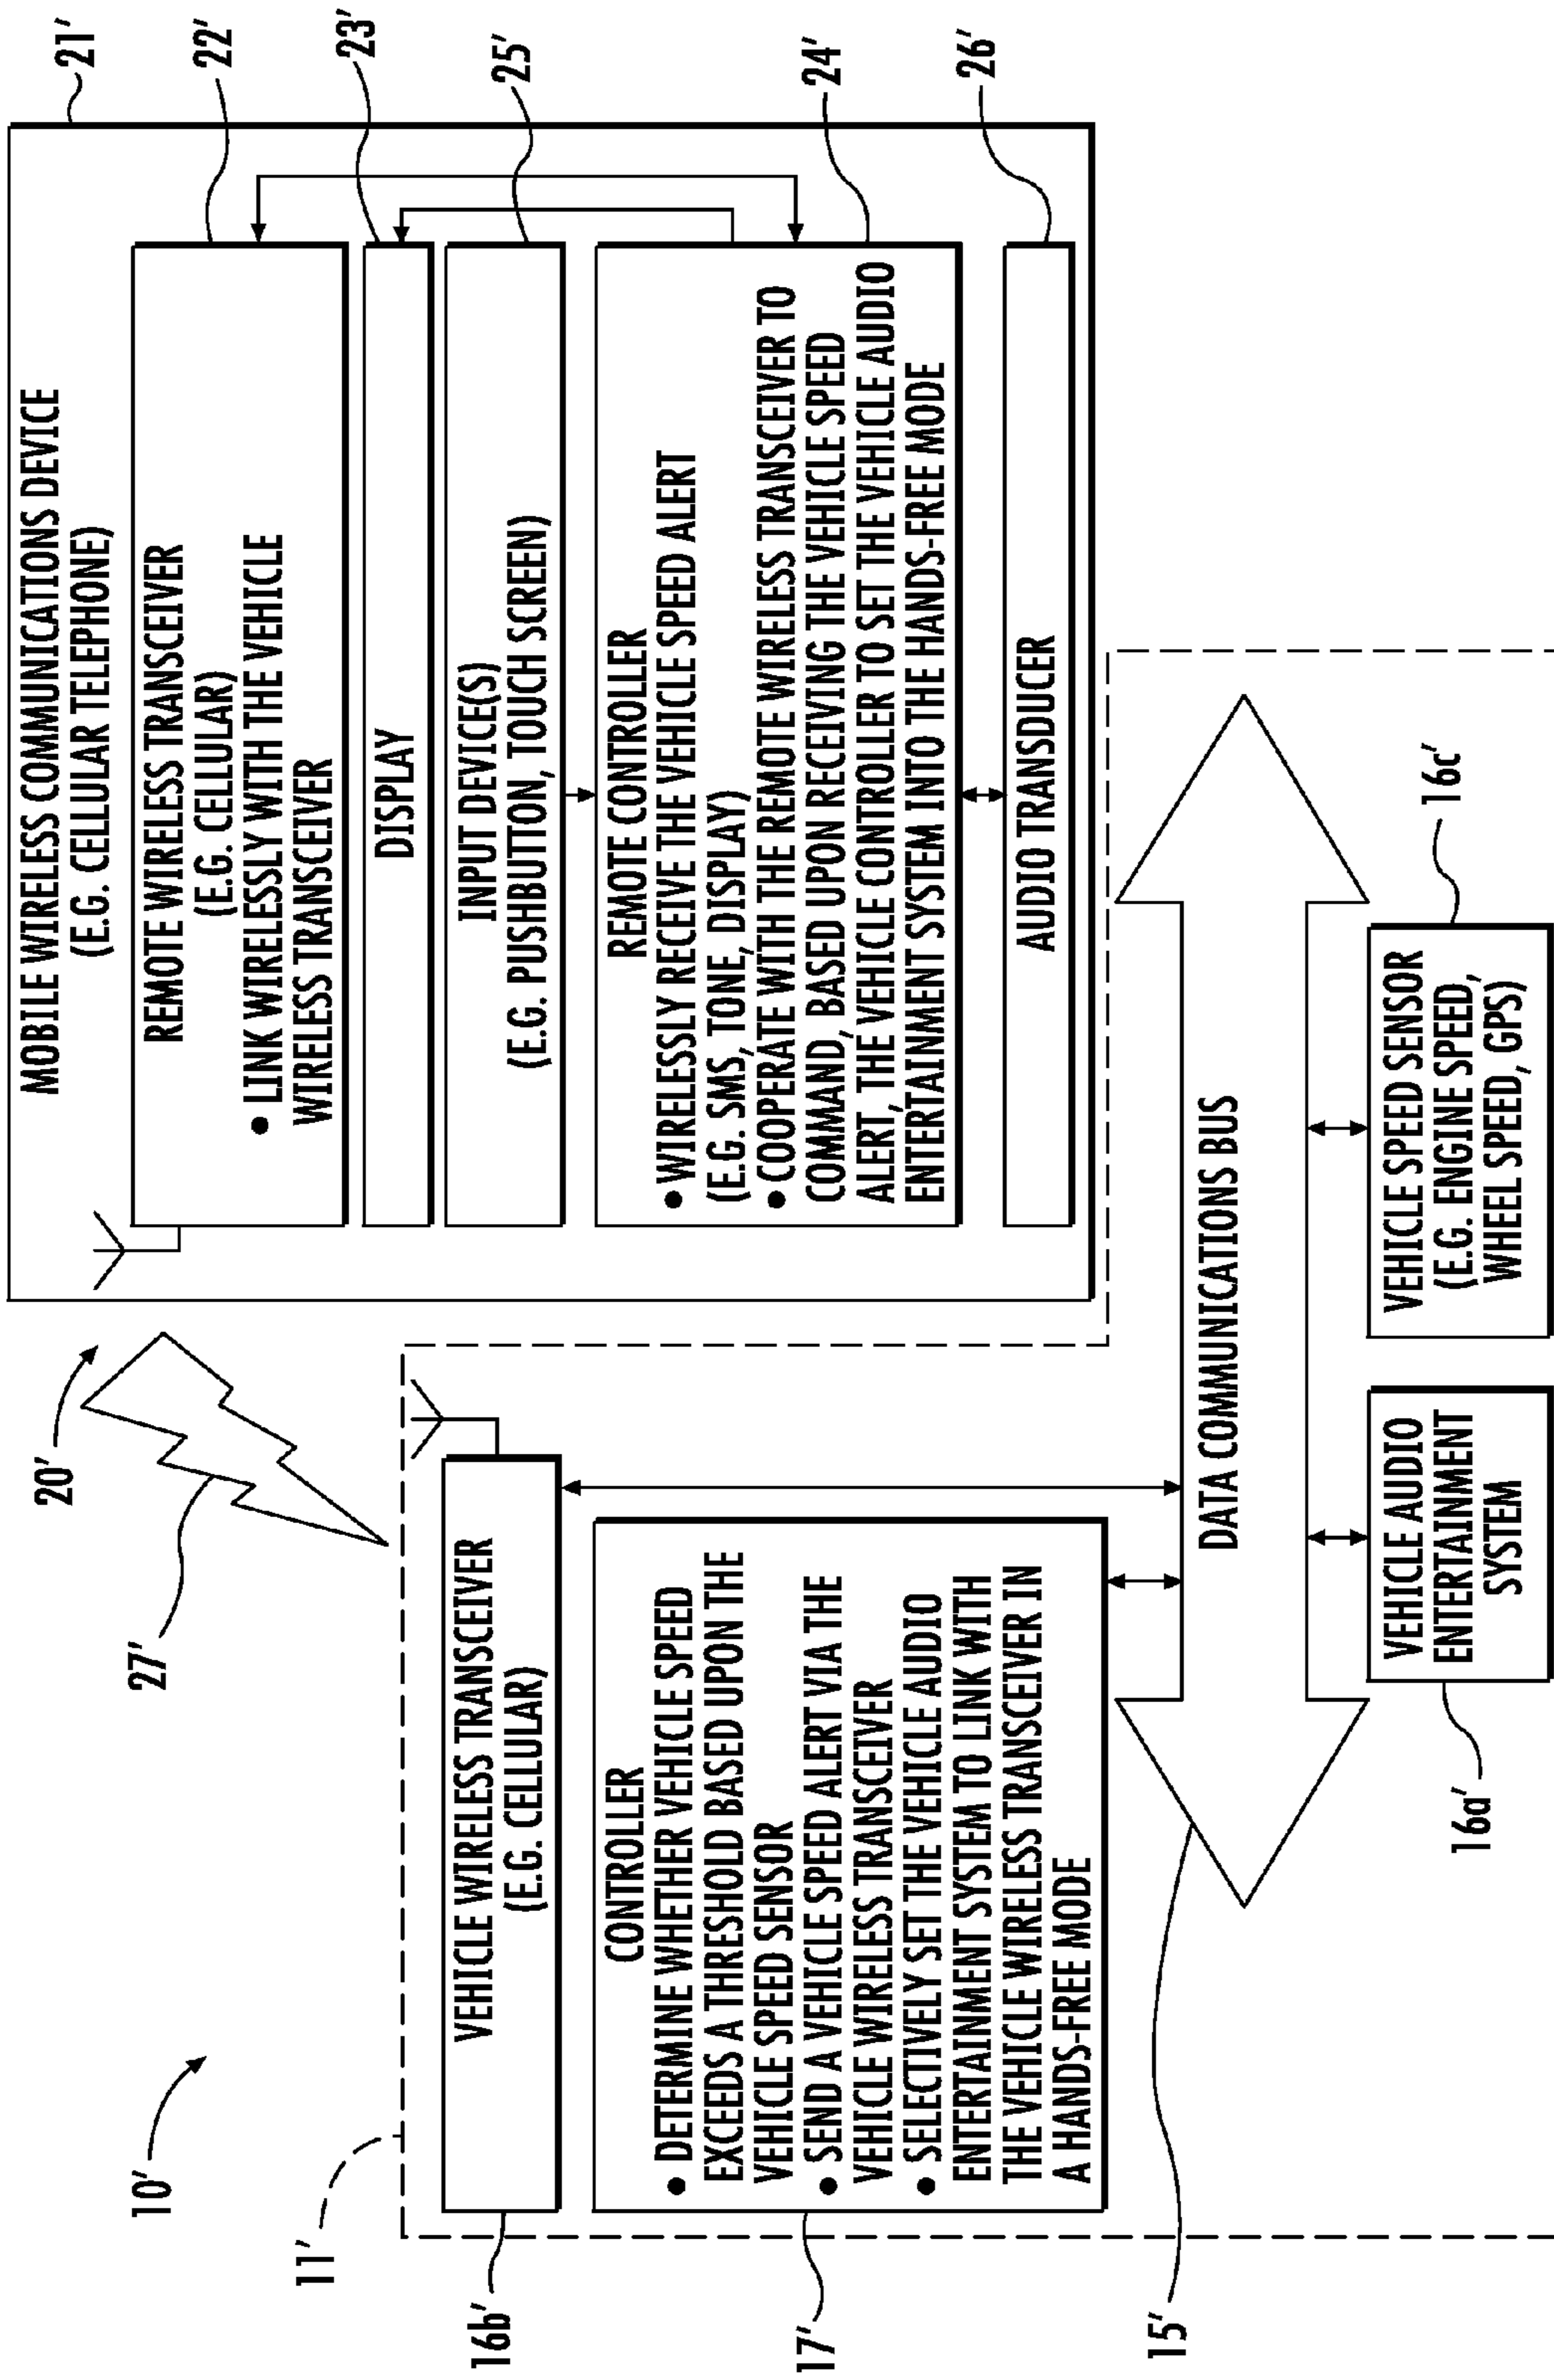 10'
11'
16b'
17'
15'
20'
27'
VEHICLE WIRELESS TRANSCEIVER
(E.G. CELLULAR)
CONTROLLER
● DETERMINE WHETHER VEHICLE SPEED
EXCEEDS A THRESHOLD BASED UPON THE
VEHICLE SPEED SENSOR
● SEND A VEHICLE SPEED ALERT VIA THE
VEHICLE WIRELESS TRANSCEIVER
● SELECTIVELY SET THE VEHICLE AUDIO
ENTERTAINMENT SYSTEM TO LINK WITH
THE VEHICLE WIRELESS TRANSCEIVER IN
A HANDS-FREE MODE
MOBILE WIRELESS COMMUNICATIONS DEVICE
(E.G. CELLULAR TELEPHONE)
REMOTE WIRELESS TRANSCEIVER
(E.G. CELLULAR)
● LINK WIRELESSLY WITH THE VEHICLE
WIRELESS TRANSCEIVER
DISPLAY
INPUT DEVICE(S)
(E.G. PUSHBUTTON, TOUCH SCREEN)
REMOTE CONTROLLER
● WIRELESSLY RECEIVE THE VEHICLE SPEED ALERT
(E.G. SMS, TONE, DISPLAY)
● COOPERATE WITH THE REMOTE WIRELESS TRANSCEIVER TO
COMMAND, BASED UPON RECEIVING THE VEHICLE SPEED
ALERT, THE VEHICLE CONTROLLER TO SET THE VEHICLE AUDIO
ENTERTAINMENT SYSTEM INTO THE HANDS-FREE MODE
AUDIO TRANSDUCER
21'
22'
23'
25'
24'
26'
DATA COMMUNICATIONS BUS
VEHICLE AUDIO
ENTERTAINMENT
SYSTEM
16a'
VEHICLE SPEED SENSOR
(E.G. ENGINE SPEED,
WHEEL SPEED, GPS)
16c'